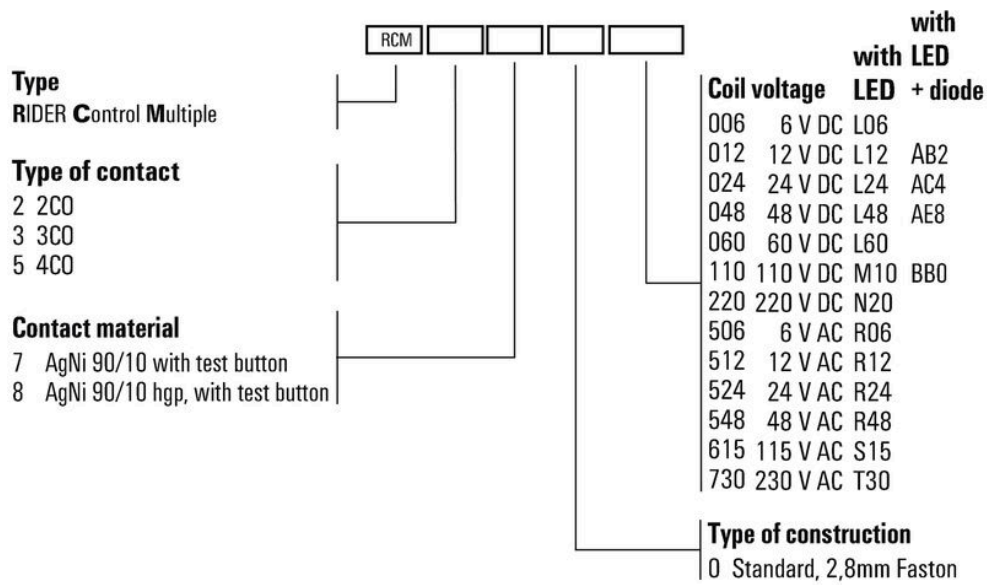 RCM
Type
RIDER Control Multiple
Type of contact
2 2CO
3 3CO
5 4CO
Contact material
7 AgNi 90/10 with test button
8 AgNi 90/10 hgp, with test button
with
with LED
Coil voltage LED + diode
006 6 V DC L06
012 12 V DC L12 AB2
024 24 V DC L24 AC4
048 48 V DC L48 AE8
060 60 V DC L60
110 110 V DC M10 BB0
220 220 V DC N20
506 6 V AC R06
512 12 V AC R12
524 24 V AC R24
548 48 V AC R48
615 115 V AC S15
730 230 V AC T30
Type of construction
0 Standard, 2,8mm Faston